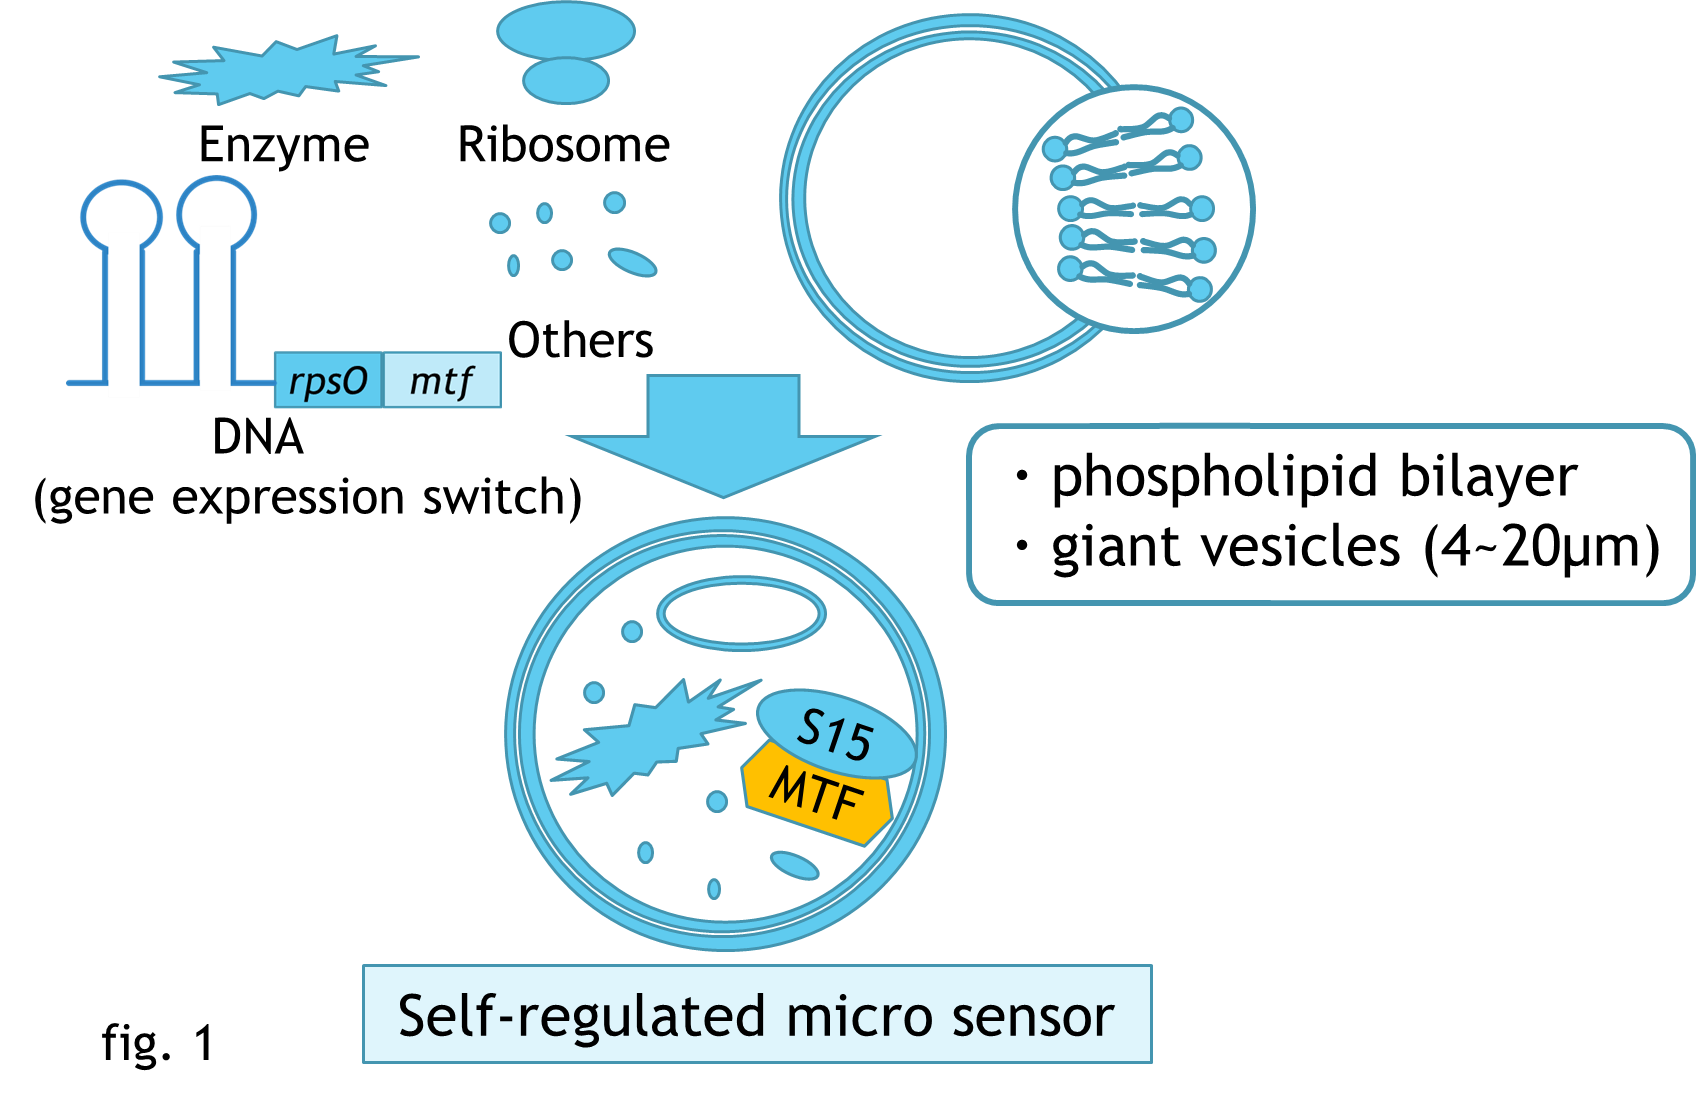 Enzyme
Ribosome
Others
rpsO mtf
DNA
(gene expression switch)
・phospholipid bilayer
・giant vesicles (4~20μm)
S15
MTF
Self-regulated micro sensor
fig. 1